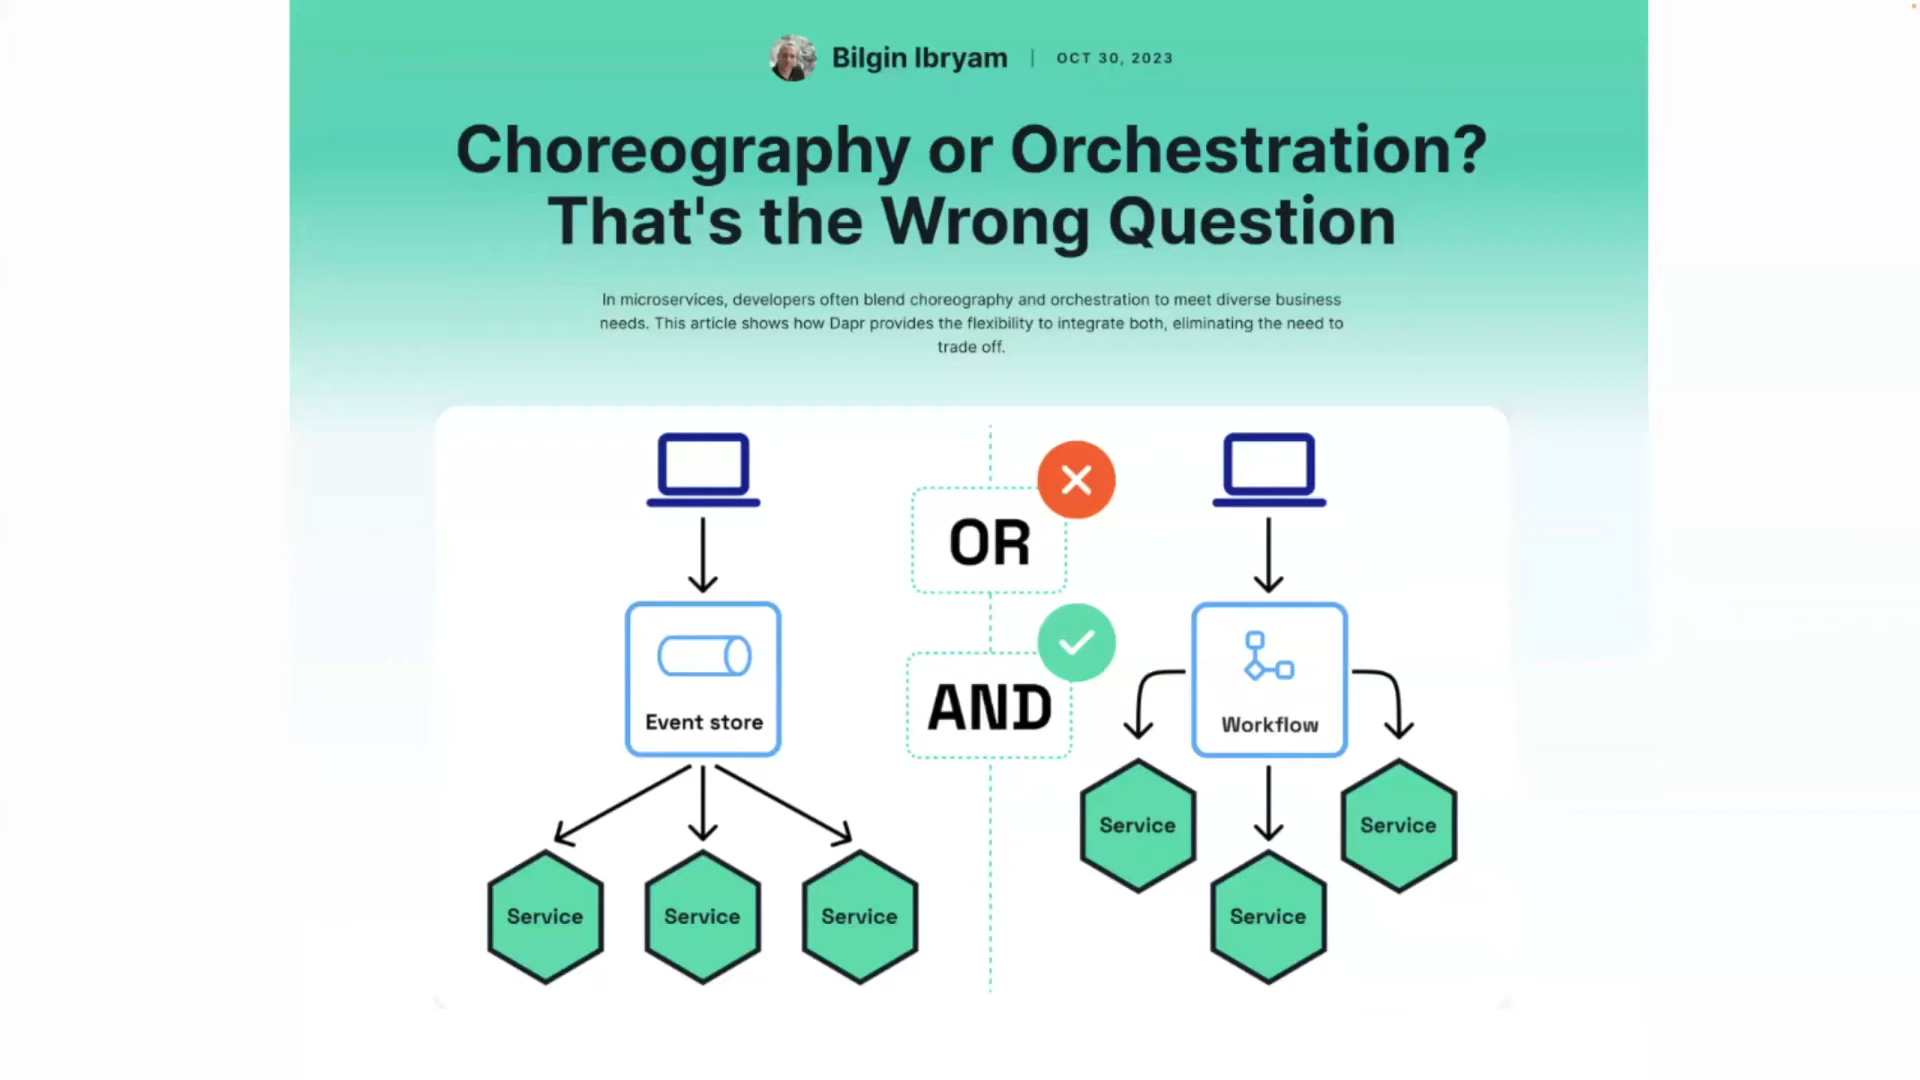 Bilgin Ibryam | OCT 30, 2023
Choreography or Orchestration?
That's the Wrong Question
In microservices, developers often blend choreography and orchestration to meet diverse business
needs. This article shows how Dapr provides the flexibility to integrate both, eliminating the need to
trade off.
OR
AND
Event store
Workflow
Service
Service
Service
Service
Service
Service